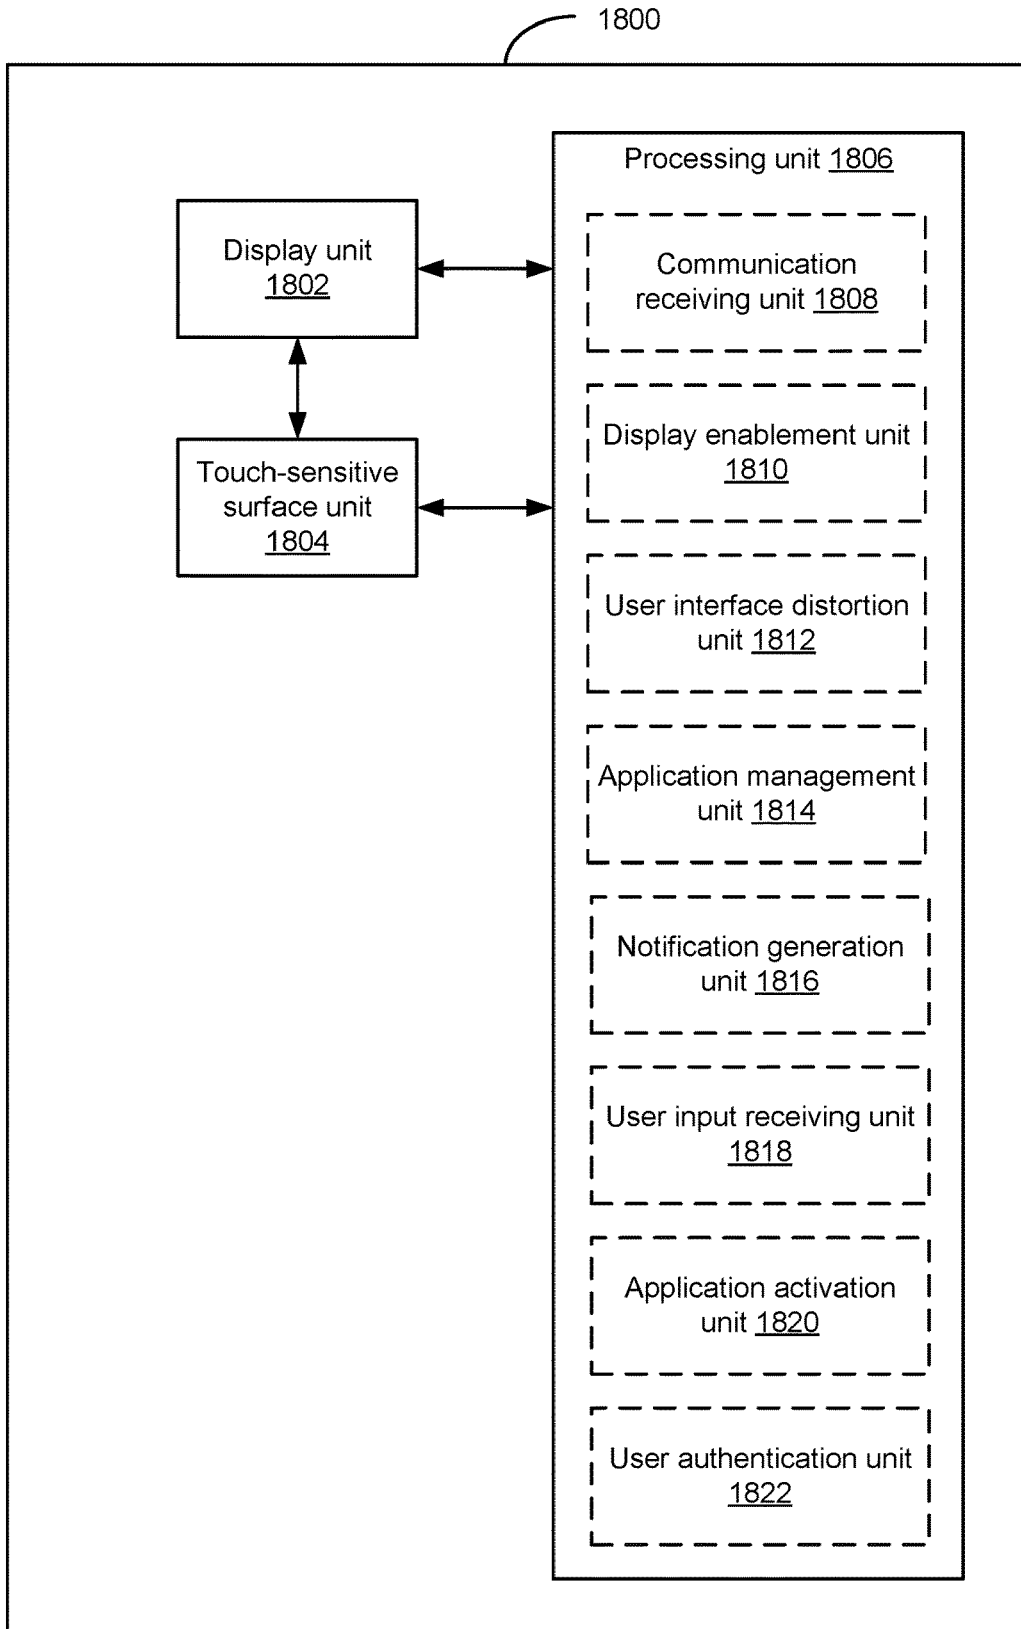 1800
Processing unit 1806
Display unit
1802
Touch-sensitive
surface unit
1804
Communication
receiving unit 1808
Display enablement unit
1810
User interface distortion
unit 1812
Application management
unit 1814
Notification generation
unit 1816
User input receiving unit
1818
Application activation
unit 1820
User authentication unit
1822